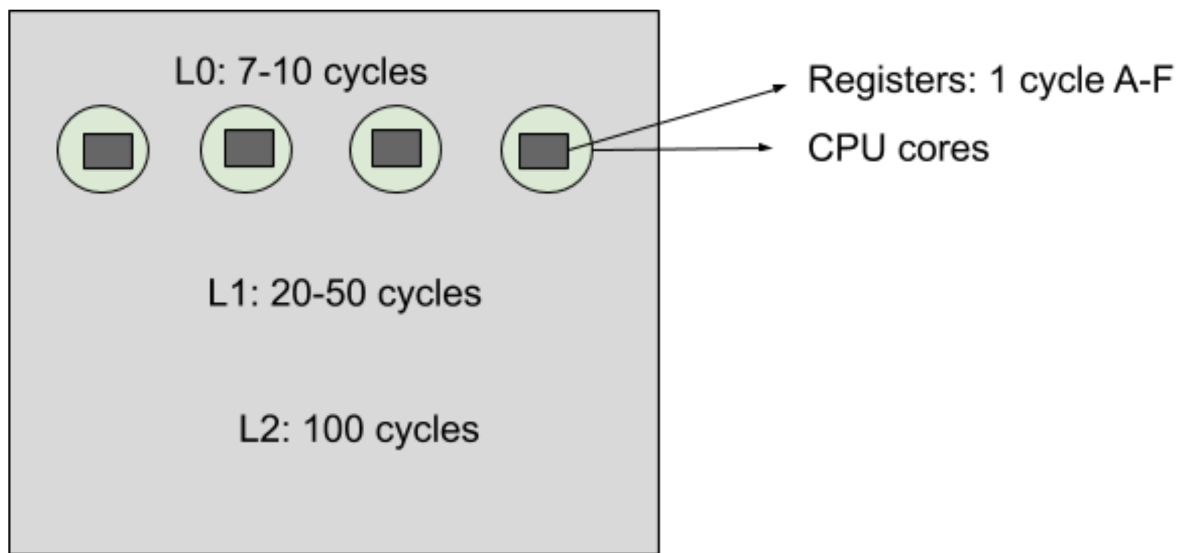 L0: 7-10 cycles
Registers: 1 cycle A-F
CPU cores
L1: 20-50 cycles
L2: 100 cycles